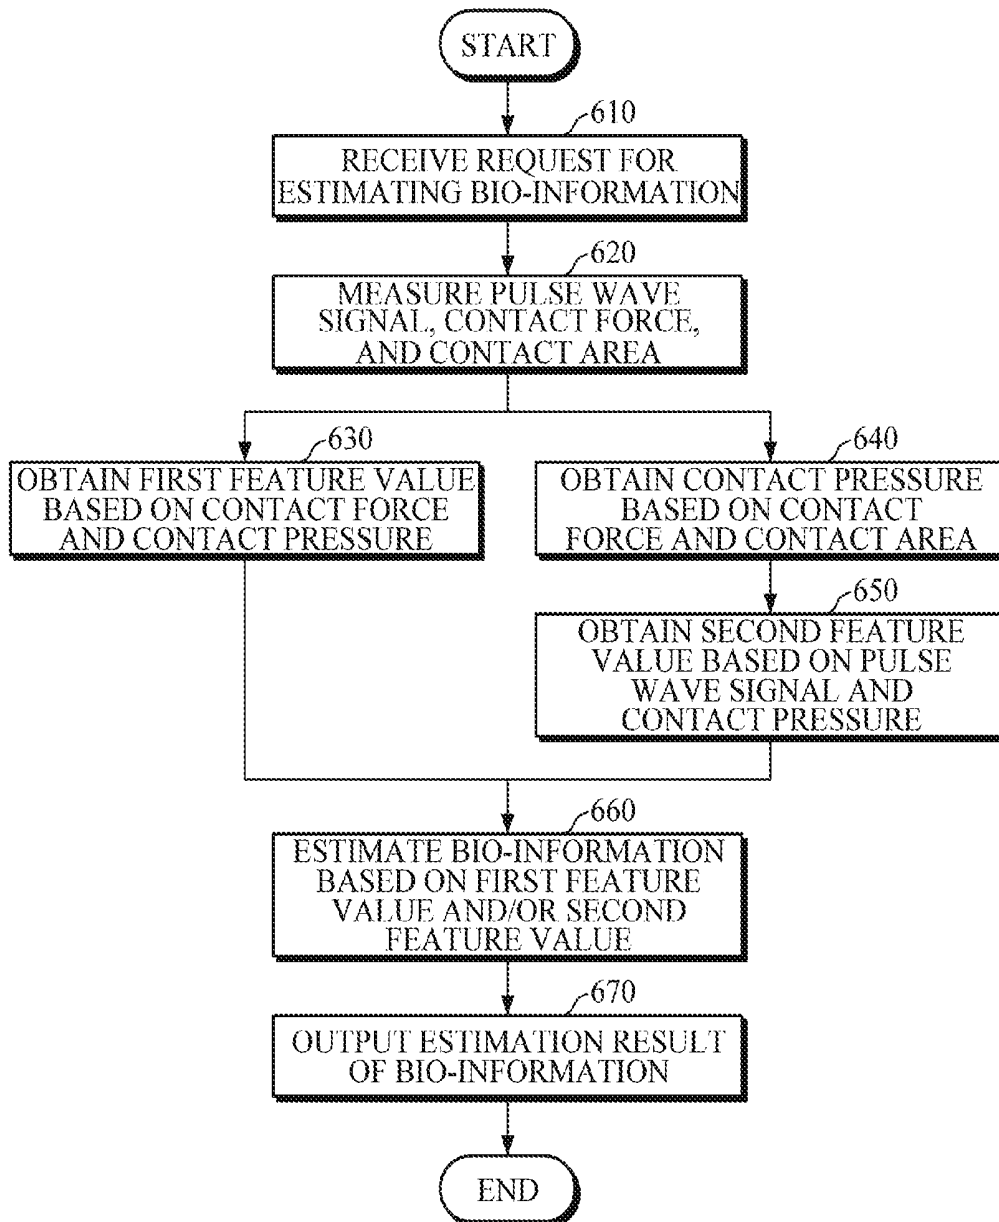 START
610
RECEIVE REQUEST FOR
ESTIMATING BIO-INFORMATION
620
MEASURE PULSE WAVE
SIGNAL, CONTACT FORCE,
AND CONTACT AREA
630
OBTAIN FIRST FEATURE VALUE
BASED ON CONTACT FORCE
AND CONTACT PRESSURE
640
OBTAIN CONTACT PRESSURE
BASED ON CONTACT
FORCE AND CONTACT AREA
650
OBTAIN SECOND FEATURE
VALUE BASED ON PULSE
WAVE SIGNAL AND
CONTACT PRESSURE
660
ESTIMATE BIO-INFORMATION
BASED ON FIRST FEATURE
VALUE AND/OR SECOND
FEATURE VALUE
670
OUTPUT ESTIMATION RESULT
OF BIO-INFORMATION
END